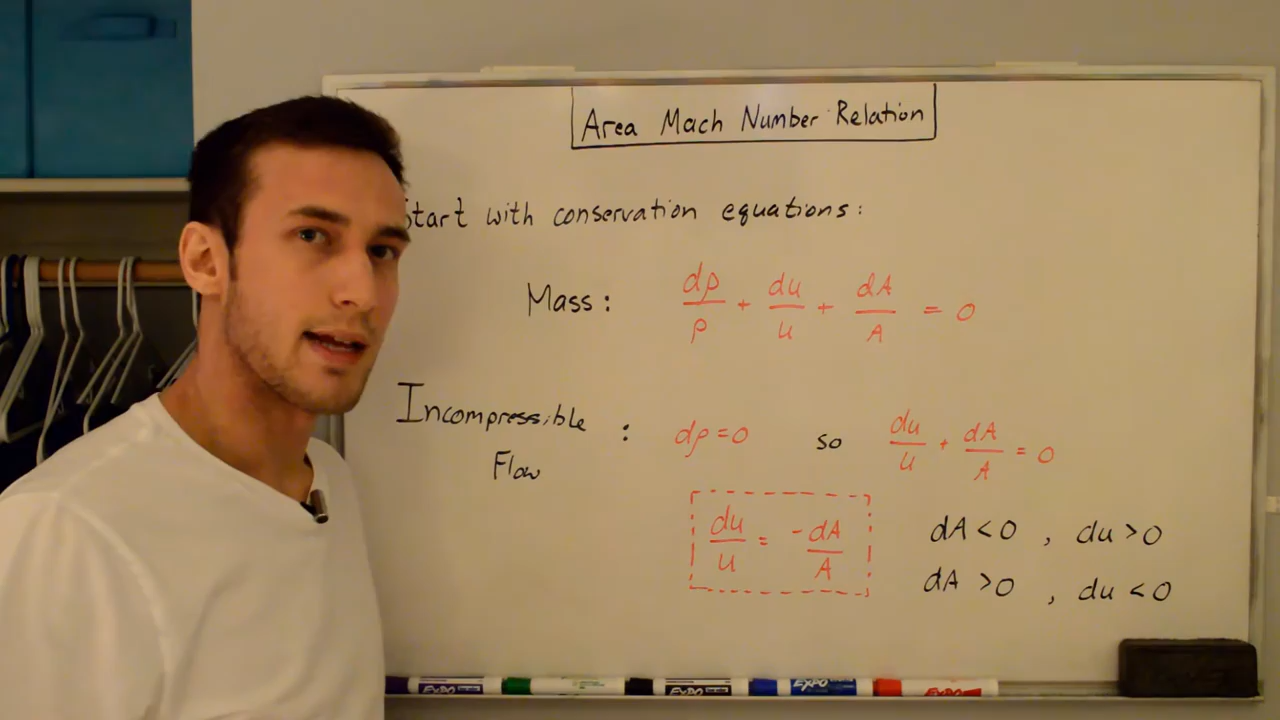 Area Mach Number Relation
Start with conservation equations:
Mass: dρ/ρ + du/u + dA/A = 0
Incompressible Flow : dρ=0 so du/u + dA/A = 0
du/u = -dA/A
dA<0 , du>0
dA >0 , du <0
EXPO EXPO EXPO EXPO EXPO